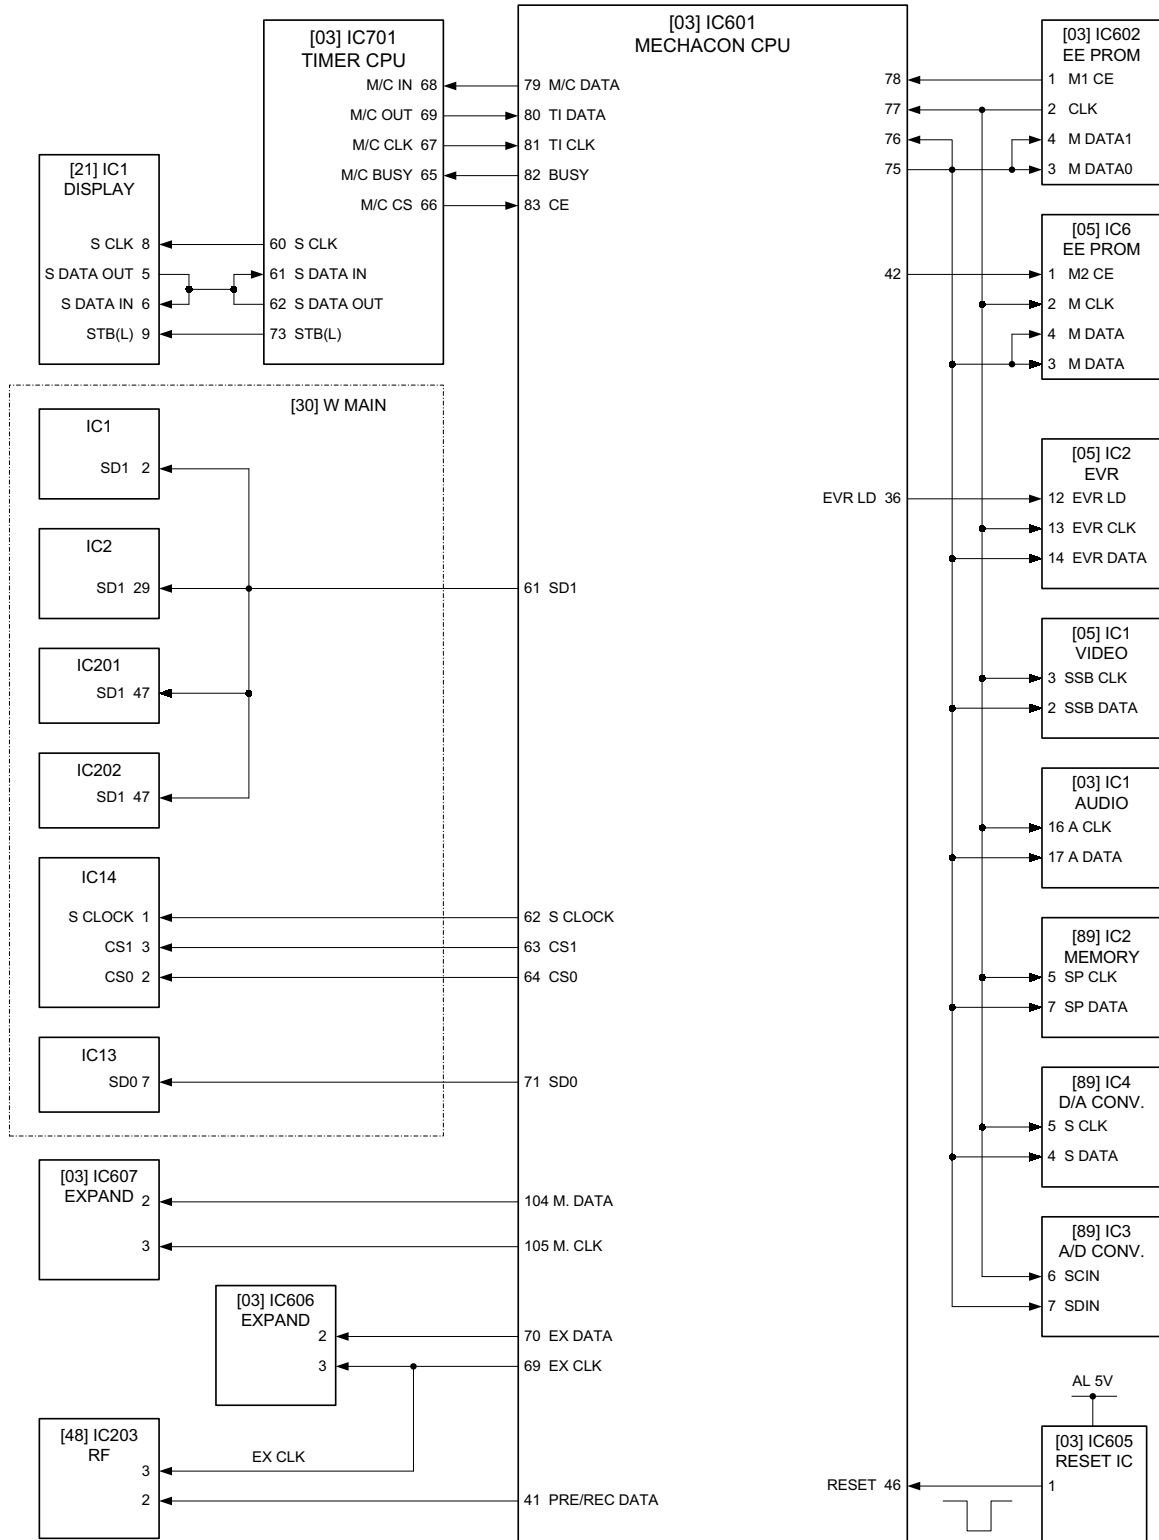 [03] IC701
TIMER CPU
M/C IN 68
M/C OUT 69
M/C CLK 67
M/C BUSY 65
M/C CS 66
60 S CLK
61 S DATA IN
62 S DATA OUT
73 STB(L)
[21] IC1
DISPLAY
S CLK 8
S DATA OUT 5
S DATA IN 6
STB(L) 9
[03] IC601
MECHACON CPU
79 M/C DATA
80 TI DATA
81 TI CLK
82 BUSY
83 CE
78
77
76
75
42
EVR LD 36
61 SD1
62 S CLOCK
63 CS1
64 CS0
71 SD0
104 M. DATA
105 M. CLK
70 EX DATA
69 EX CLK
41 PRE/REC DATA
RESET 46
[03] IC602
EE PROM
1 M1 CE
2 CLK
4 M DATA1
3 M DATA0
[05] IC6
EE PROM
1 M2 CE
2 M CLK
4 M DATA
3 M DATA
[05] IC2
EVR
12 EVR LD
13 EVR CLK
14 EVR DATA
[05] IC1
VIDEO
3 SSB CLK
2 SSB DATA
[03] IC1
AUDIO
16 A CLK
17 A DATA
[89] IC2
MEMORY
5 SP CLK
7 SP DATA
[89] IC4
D/A CONV.
5 S CLK
4 S DATA
[89] IC3
A/D CONV.
6 SCIN
7 SDIN
AL 5V
[03] IC605
RESET IC
1
[30] W MAIN
IC1
SD1 2
IC2
SD1 29
IC201
SD1 47
IC202
SD1 47
IC14
S CLOCK 1
CS1 3
CS0 2
IC13
SD0 7
[03] IC607
EXPAND 2
3
[03] IC606
EXPAND
2
3
[48] IC203
RF
3
2
EX CLK